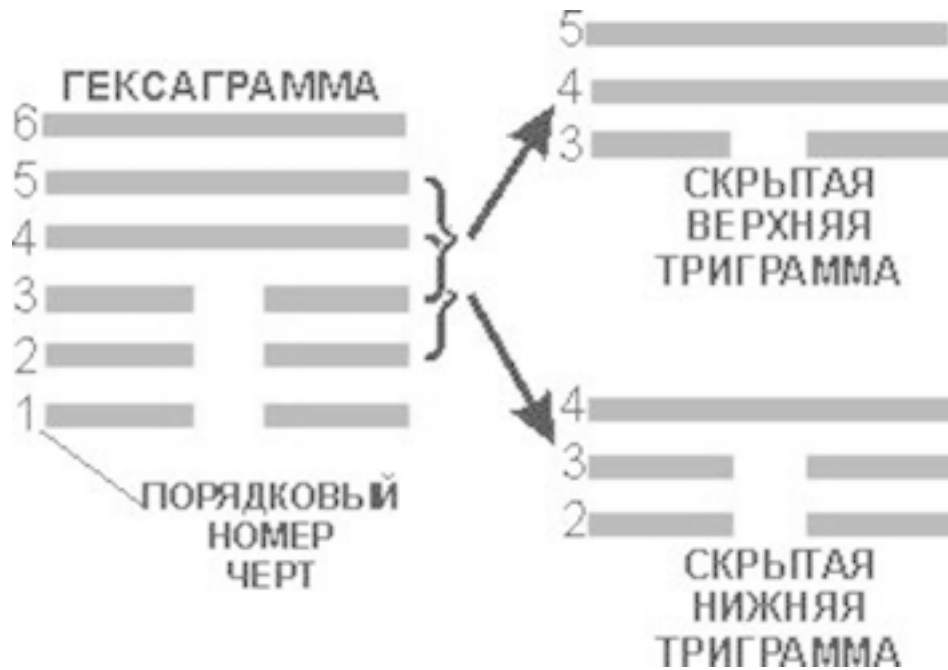 ГЕКСАГРАММА
6
5
4
3
2
1
ПОРЯДКОВЫЙ
НОМЕР
ЧЕРТ
5
4
3
СКРЫТАЯ
ВЕРХНЯЯ
ТРИГРАММА
4
3
2
СКРЫТАЯ
НИЖНЯЯ
ТРИГРАММА